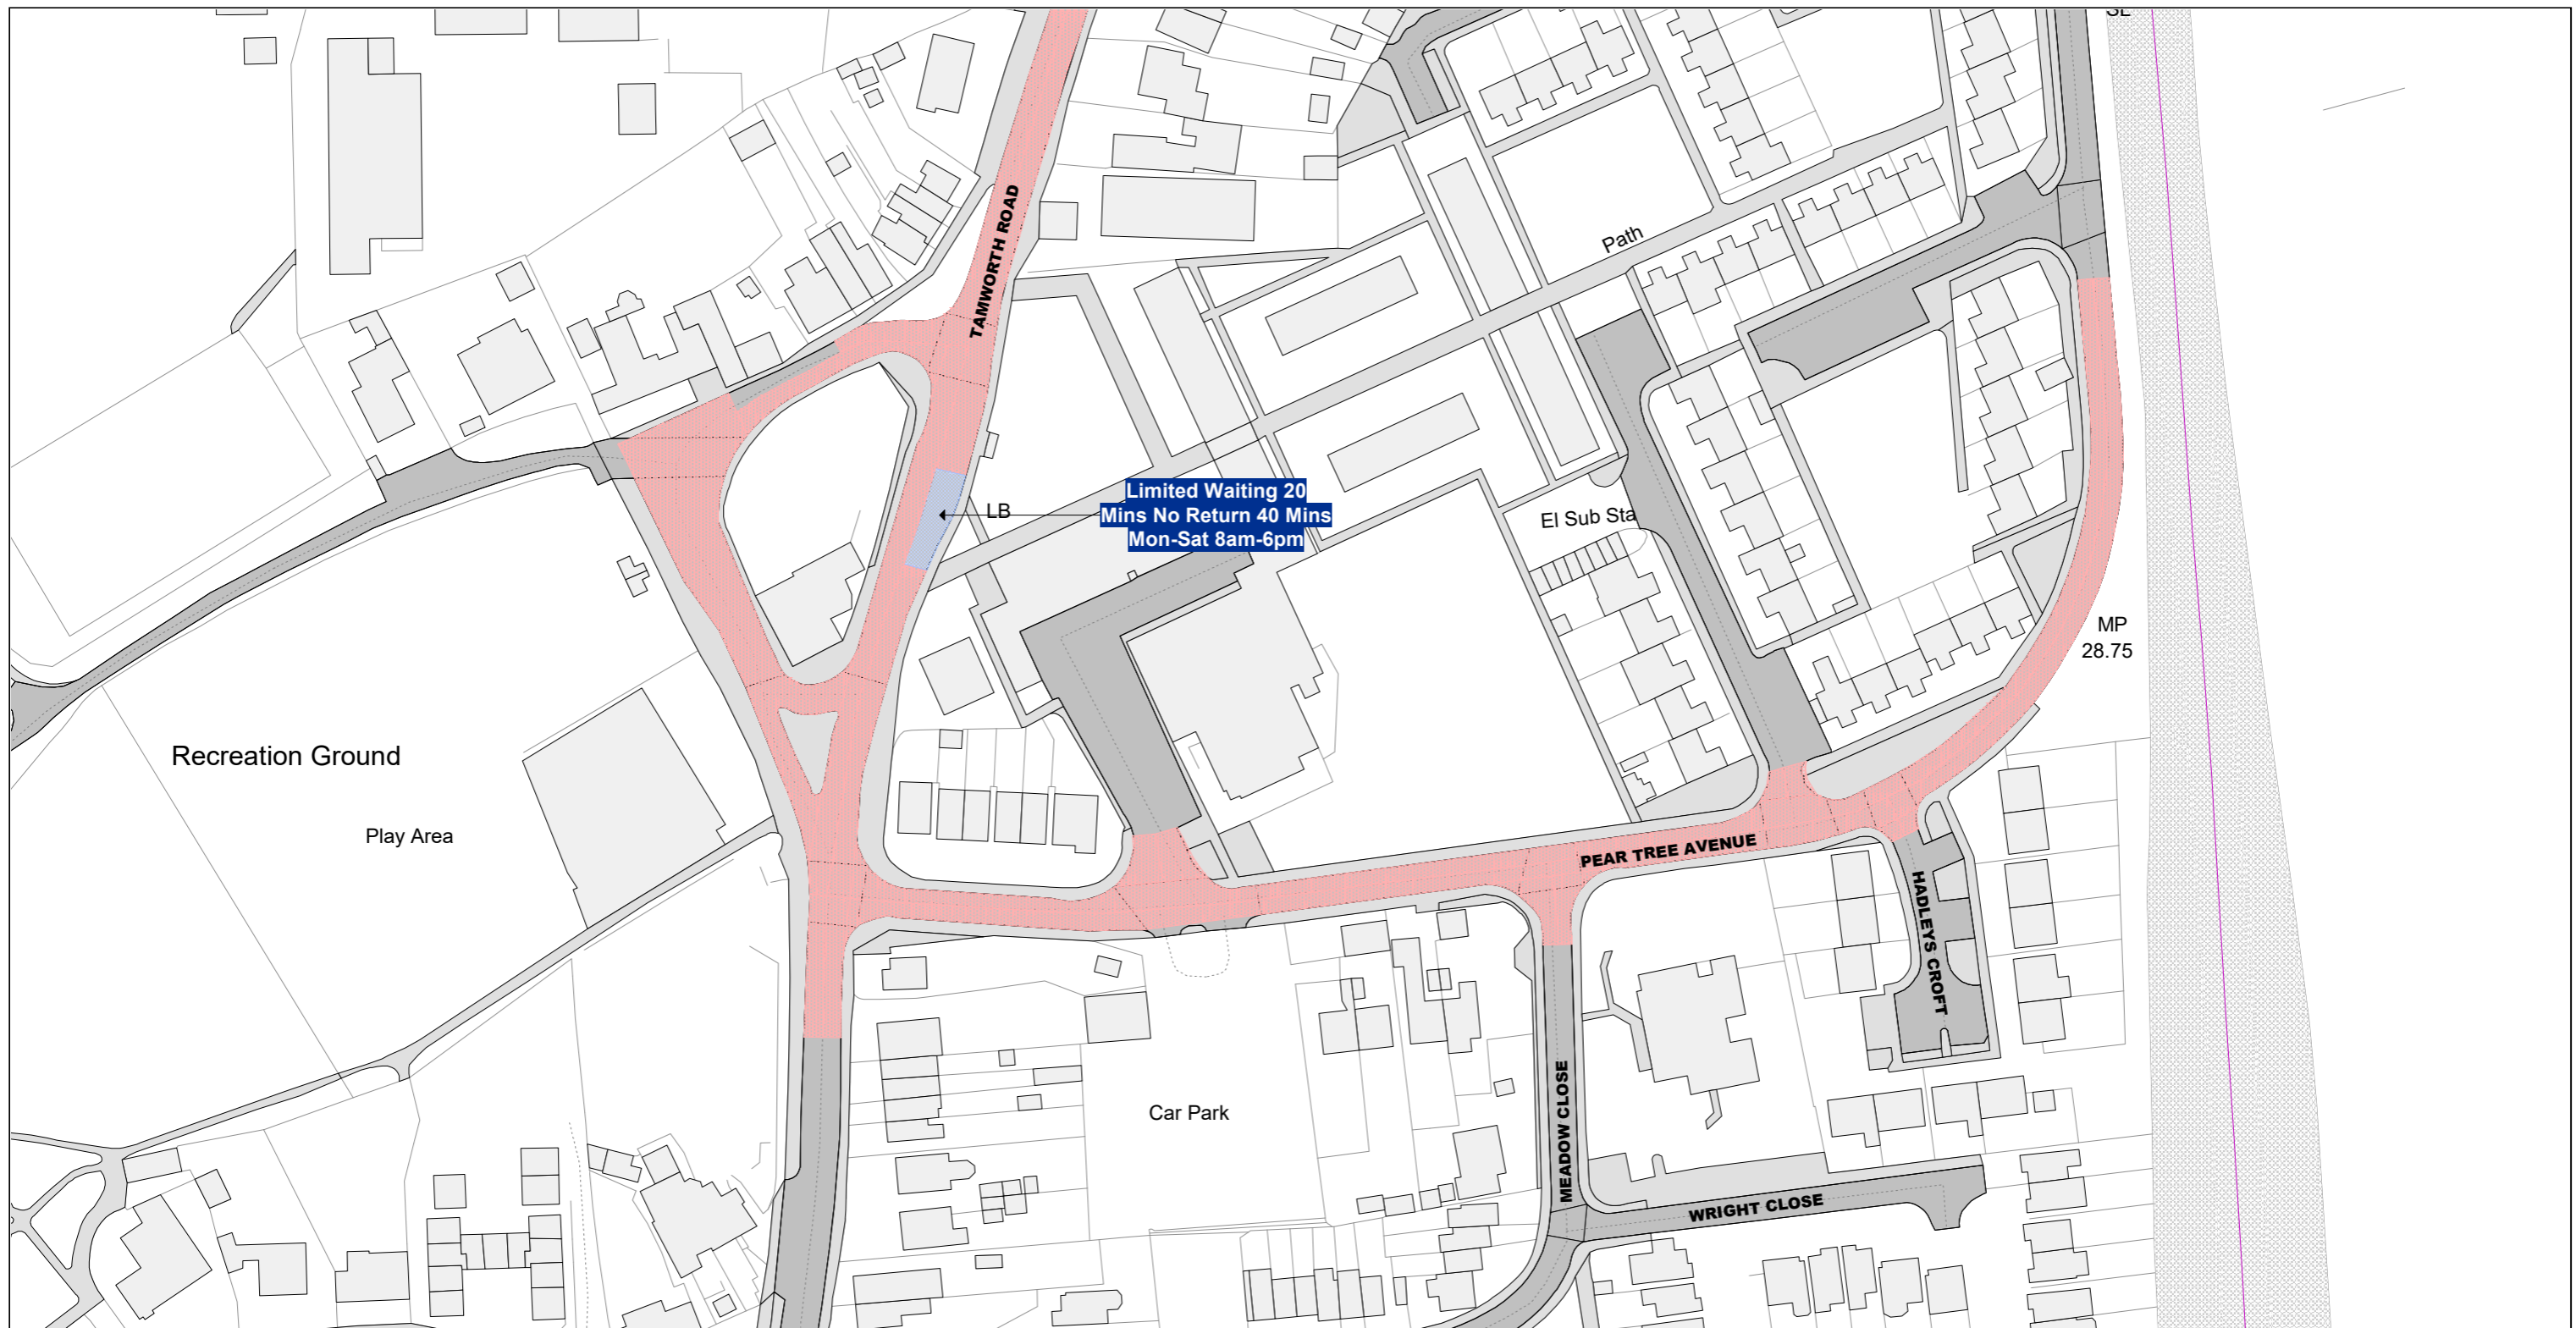 TAMWORTH ROAD
Path
LB
Limited Waiting 20
Mins No Return 40 Mins
Mon-Sat 8am-6pm
El Sub Sta
MP
28.75
Recreation Ground
Play Area
PEAR TREE AVENUE
HADLEYS CROFT
Car Park
MEADOW CLOSE
WRIGHT CLOSE